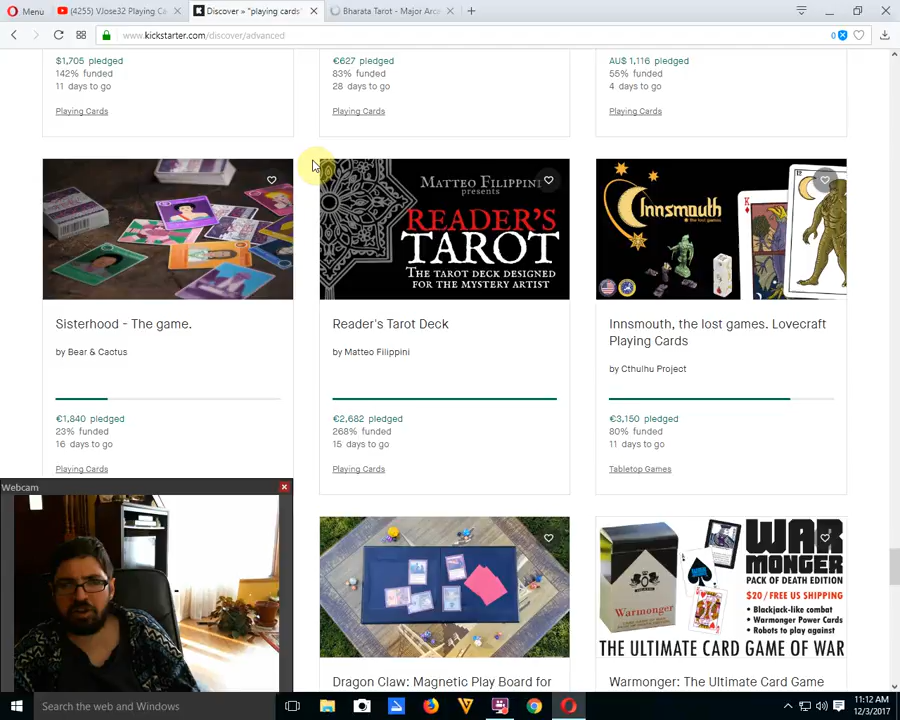 Menu
(4255) VJose32 Playing Ca
Discover » "playing cards"
Bharata Tarot - Major Arc
www.kickstarter.com/discover/advanced
0
$1,705 pledged
142% funded
11 days to go
Playing Cards
€627 pledged
83% funded
28 days to go
Playing Cards
AU$ 1,116 pledged
55% funded
4 days to go
Playing Cards
Sisterhood - The game.
by Bear & Cactus
€1,840 pledged
23% funded
16 days to go
Playing Cards
MATTEO FILIPPINI
presents
READER'S
TAROT
THE TAROT DECK DESIGNED
FOR THE MYSTERY ARTIST
Reader's Tarot Deck
by Matteo Filippini
€2,682 pledged
268% funded
15 days to go
Playing Cards
Innsmouth
the lost games
K
Innsmouth, the lost games. Lovecraft
Playing Cards
by Cthulhu Project
€3,150 pledged
80% funded
11 days to go
Tabletop Games
Webcam
Dragon Claw: Magnetic Play Board for
Warmonger
WAR
MONGER
PACK OF DEATH EDITION
$20 / FREE US SHIPPING
• Blackjack-like combat
• Warmonger Power Cards
• Robots to play against
THE ULTIMATE CARD GAME OF WAR
Warmonger: The Ultimate Card Game
Search the web and Windows
11:12 AM
12/3/2017